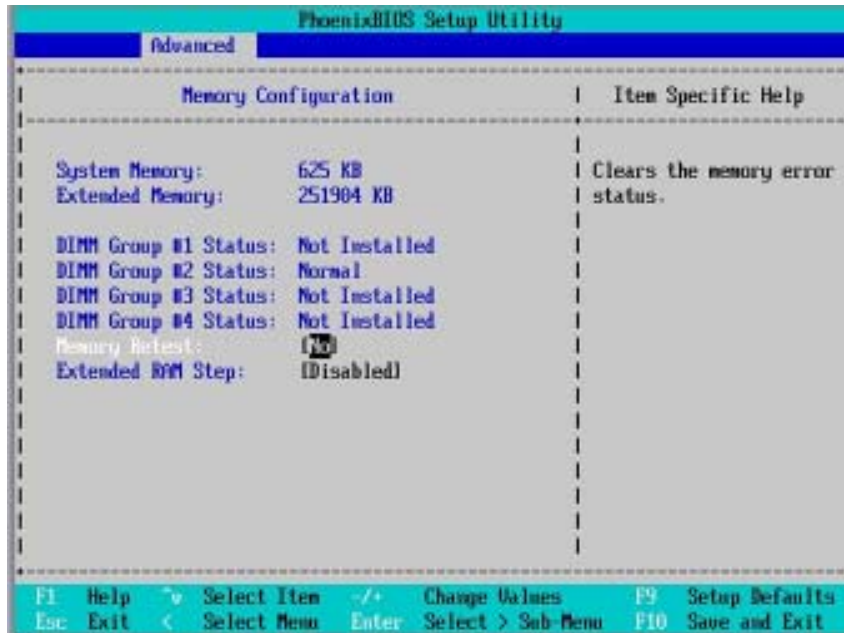 PhoenixBIOS Setup Utility
Advanced
Memory Configuration
Item Specific Help
System Memory: 625 KB
Extended Memory: 251904 KB
DIMM Group #1 Status: Not Installed
DIMM Group #2 Status: Normal
DIMM Group #3 Status: Not Installed
DIMM Group #4 Status: Not Installed
Memory Retest: [No]
Extended RAM Step: [Disabled]
Clears the memory error
status.
F1 Help ^v Select Item -/+ Change Values F9 Setup Defaults
Esc Exit < Select Menu Enter Select > Sub-Menu F10 Save and Exit